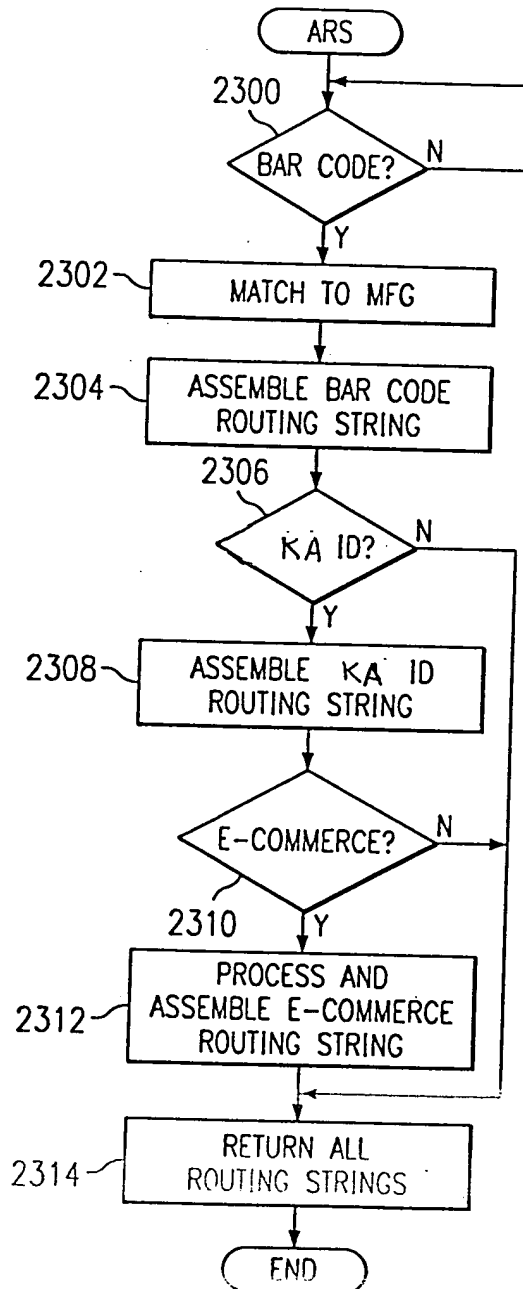 ARS
2300
BAR CODE?
N
Y
2302
MATCH TO MFG
2304
ASSEMBLE BAR CODE
ROUTING STRING
2306
KA ID?
N
Y
2308
ASSEMBLE KA ID
ROUTING STRING
E-COMMERCE?
N
2310
Y
2312
PROCESS AND
ASSEMBLE E-COMMERCE
ROUTING STRING
2314
RETURN ALL
ROUTING STRINGS
END